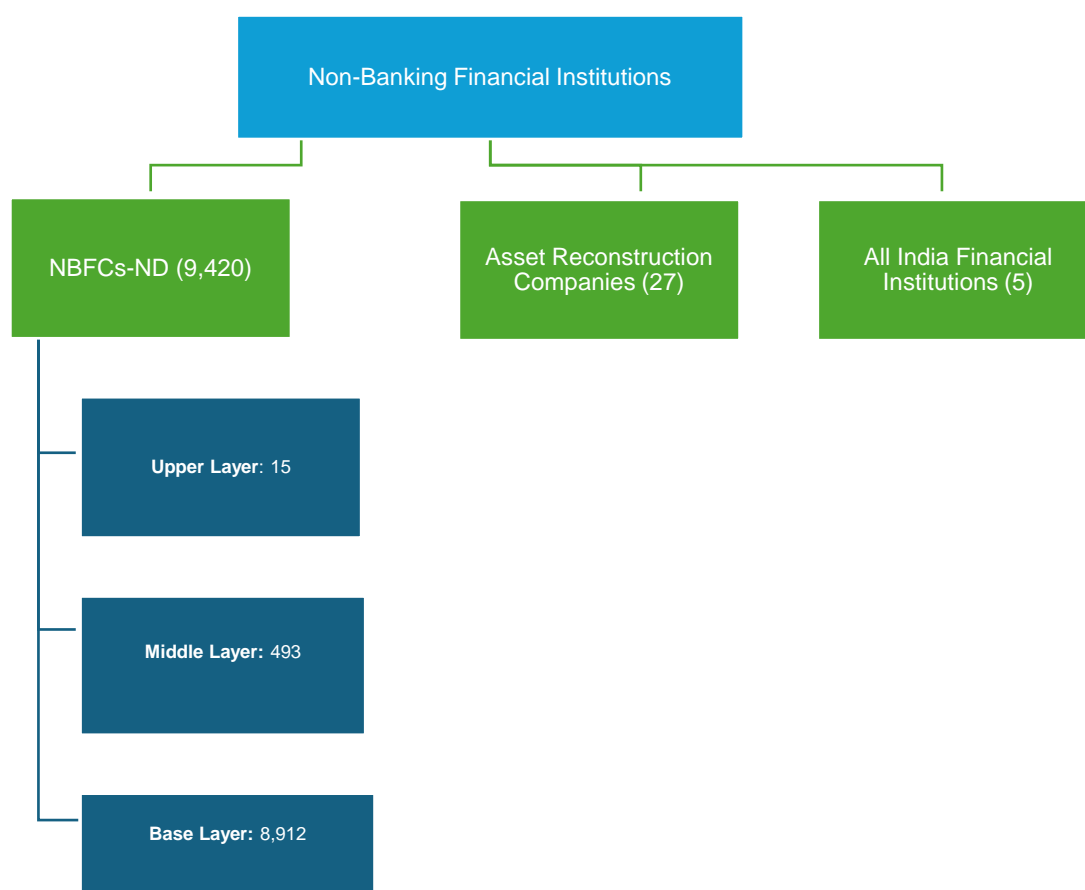 Non-Banking Financial Institutions
NBFCs-ND (9,420)
Asset Reconstruction
Companies (27)
All India Financial
Institutions (5)
Upper Layer: 15
Middle Layer: 493
Base Layer: 8,912